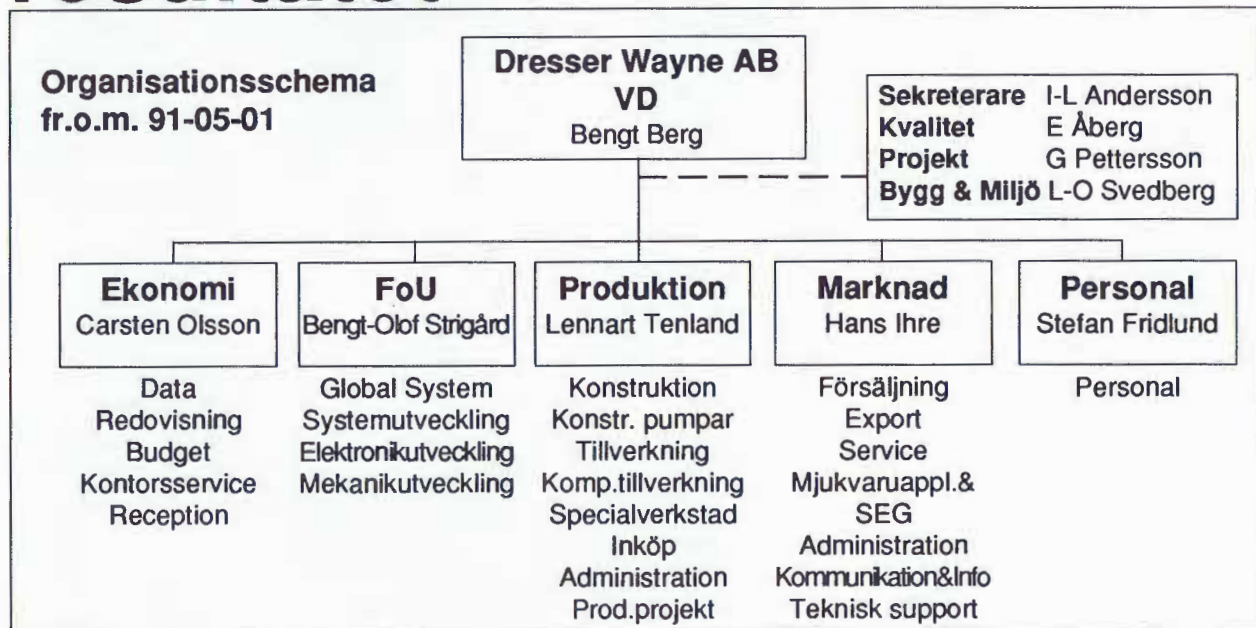 Organisationsschema
fr.o.m. 91-05-01
Dresser Wayne AB
VD
Bengt Berg
Sekreterare I-L Andersson
Kvalitet E Åberg
Projekt G Pettersson
Bygg & Miljö L-O Svedberg
Ekonomi
Carsten Olsson
Data
Redovisning
Budget
Kontorsservice
Reception
FoU
Bengt-Olof Strigård
Global System
Systemutveckling
Elektronikutveckling
Mekanikutveckling
Produktion
Lennart Tenland
Konstruktion
Konstr. pumpar
Tillverkning
Komp.tillverkning
Specialverkstad
Inköp
Administration
Prod.projekt
Marknad
Hans Ihre
Försäljning
Export
Service
Mjukvaruappl.&
SEG
Administration
Kommunikation&Info
Teknisk support
Personal
Stefan Fridlund
Personal